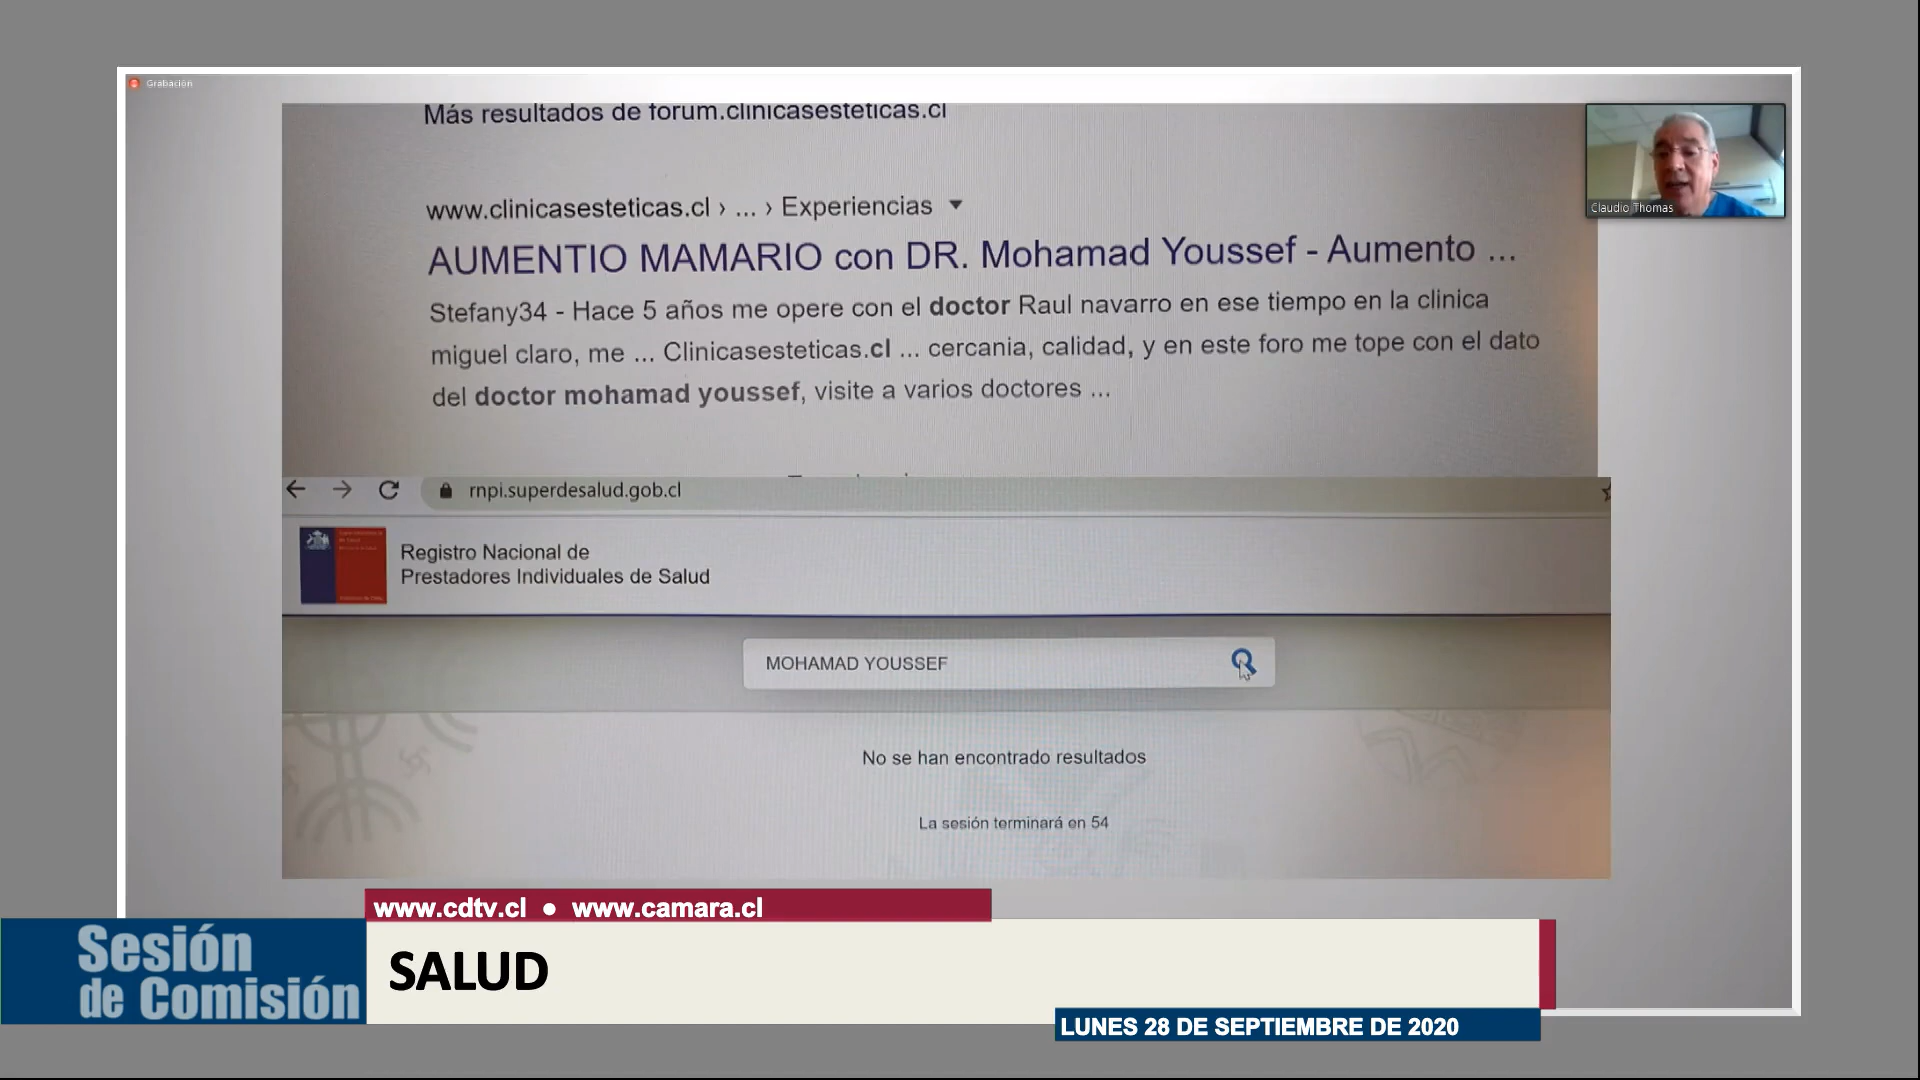 Grabación
Más resultados de forum.clinicasesteticas.cl
www.clinicasesteticas.cl › ... › Experiencias
AUMENTIO MAMARIO con DR. Mohamad Youssef - Aumento ...
Stefany34 - Hace 5 años me opere con el doctor Raul navarro en ese tiempo en la clinica
miguel claro, me ... Clinicasesteticas.cl ... cercania, calidad, y en este foro me tope con el dato
del doctor mohamad youssef, visite a varios doctores ...
Claudio Thomas
rnpi.superdesalud.gob.cl
Registro Nacional de
Prestadores Individuales de Salud
MOHAMAD YOUSSEF
No se han encontrado resultados
La sesión terminará en 54
www.cdtv.cl ● www.camara.cl
Sesión
de Comisión
SALUD
LUNES 28 DE SEPTIEMBRE DE 2020